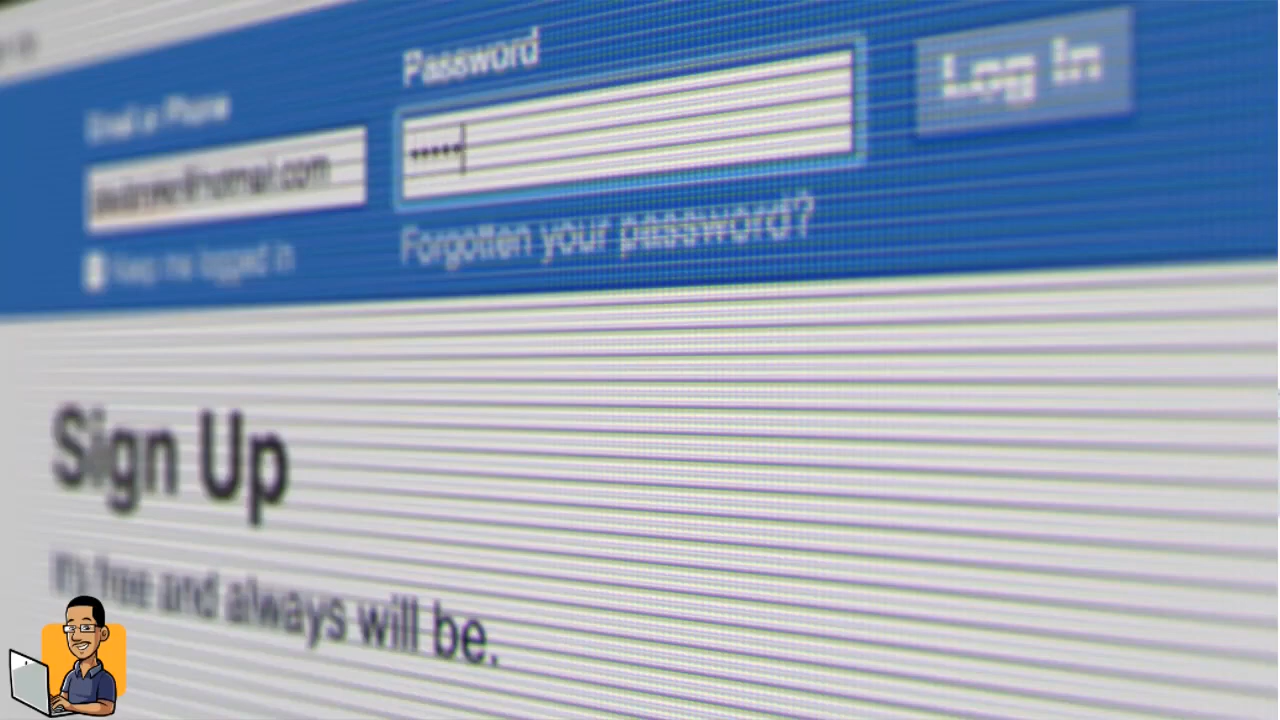 Email or Phone
Password
Log In
•••••
Keep me logged in
Forgotten your password?
Sign Up
It's free and always will be.